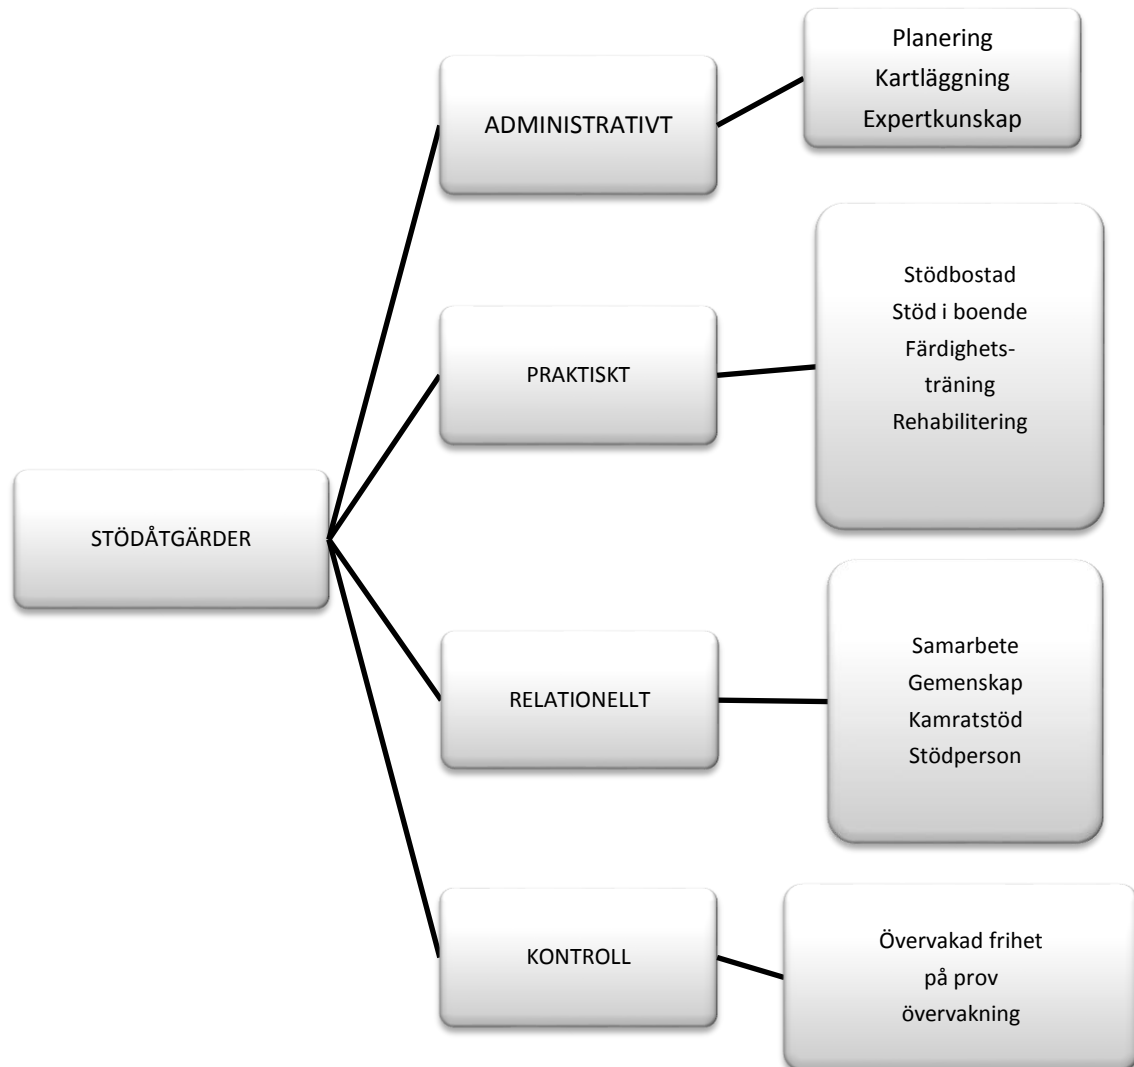 STÖDÅTGÄRDER
ADMINISTRATIVT
Planering
Kartläggning
Expertkunskap
PRAKTISKT
Stödbostad
Stöd i boende
Färdighets-
träning
Rehabilitering
RELATIONELLT
Samarbete
Gemenskap
Kamratstöd
Stödperson
KONTROLL
Övervakad frihet
på prov
övervakning